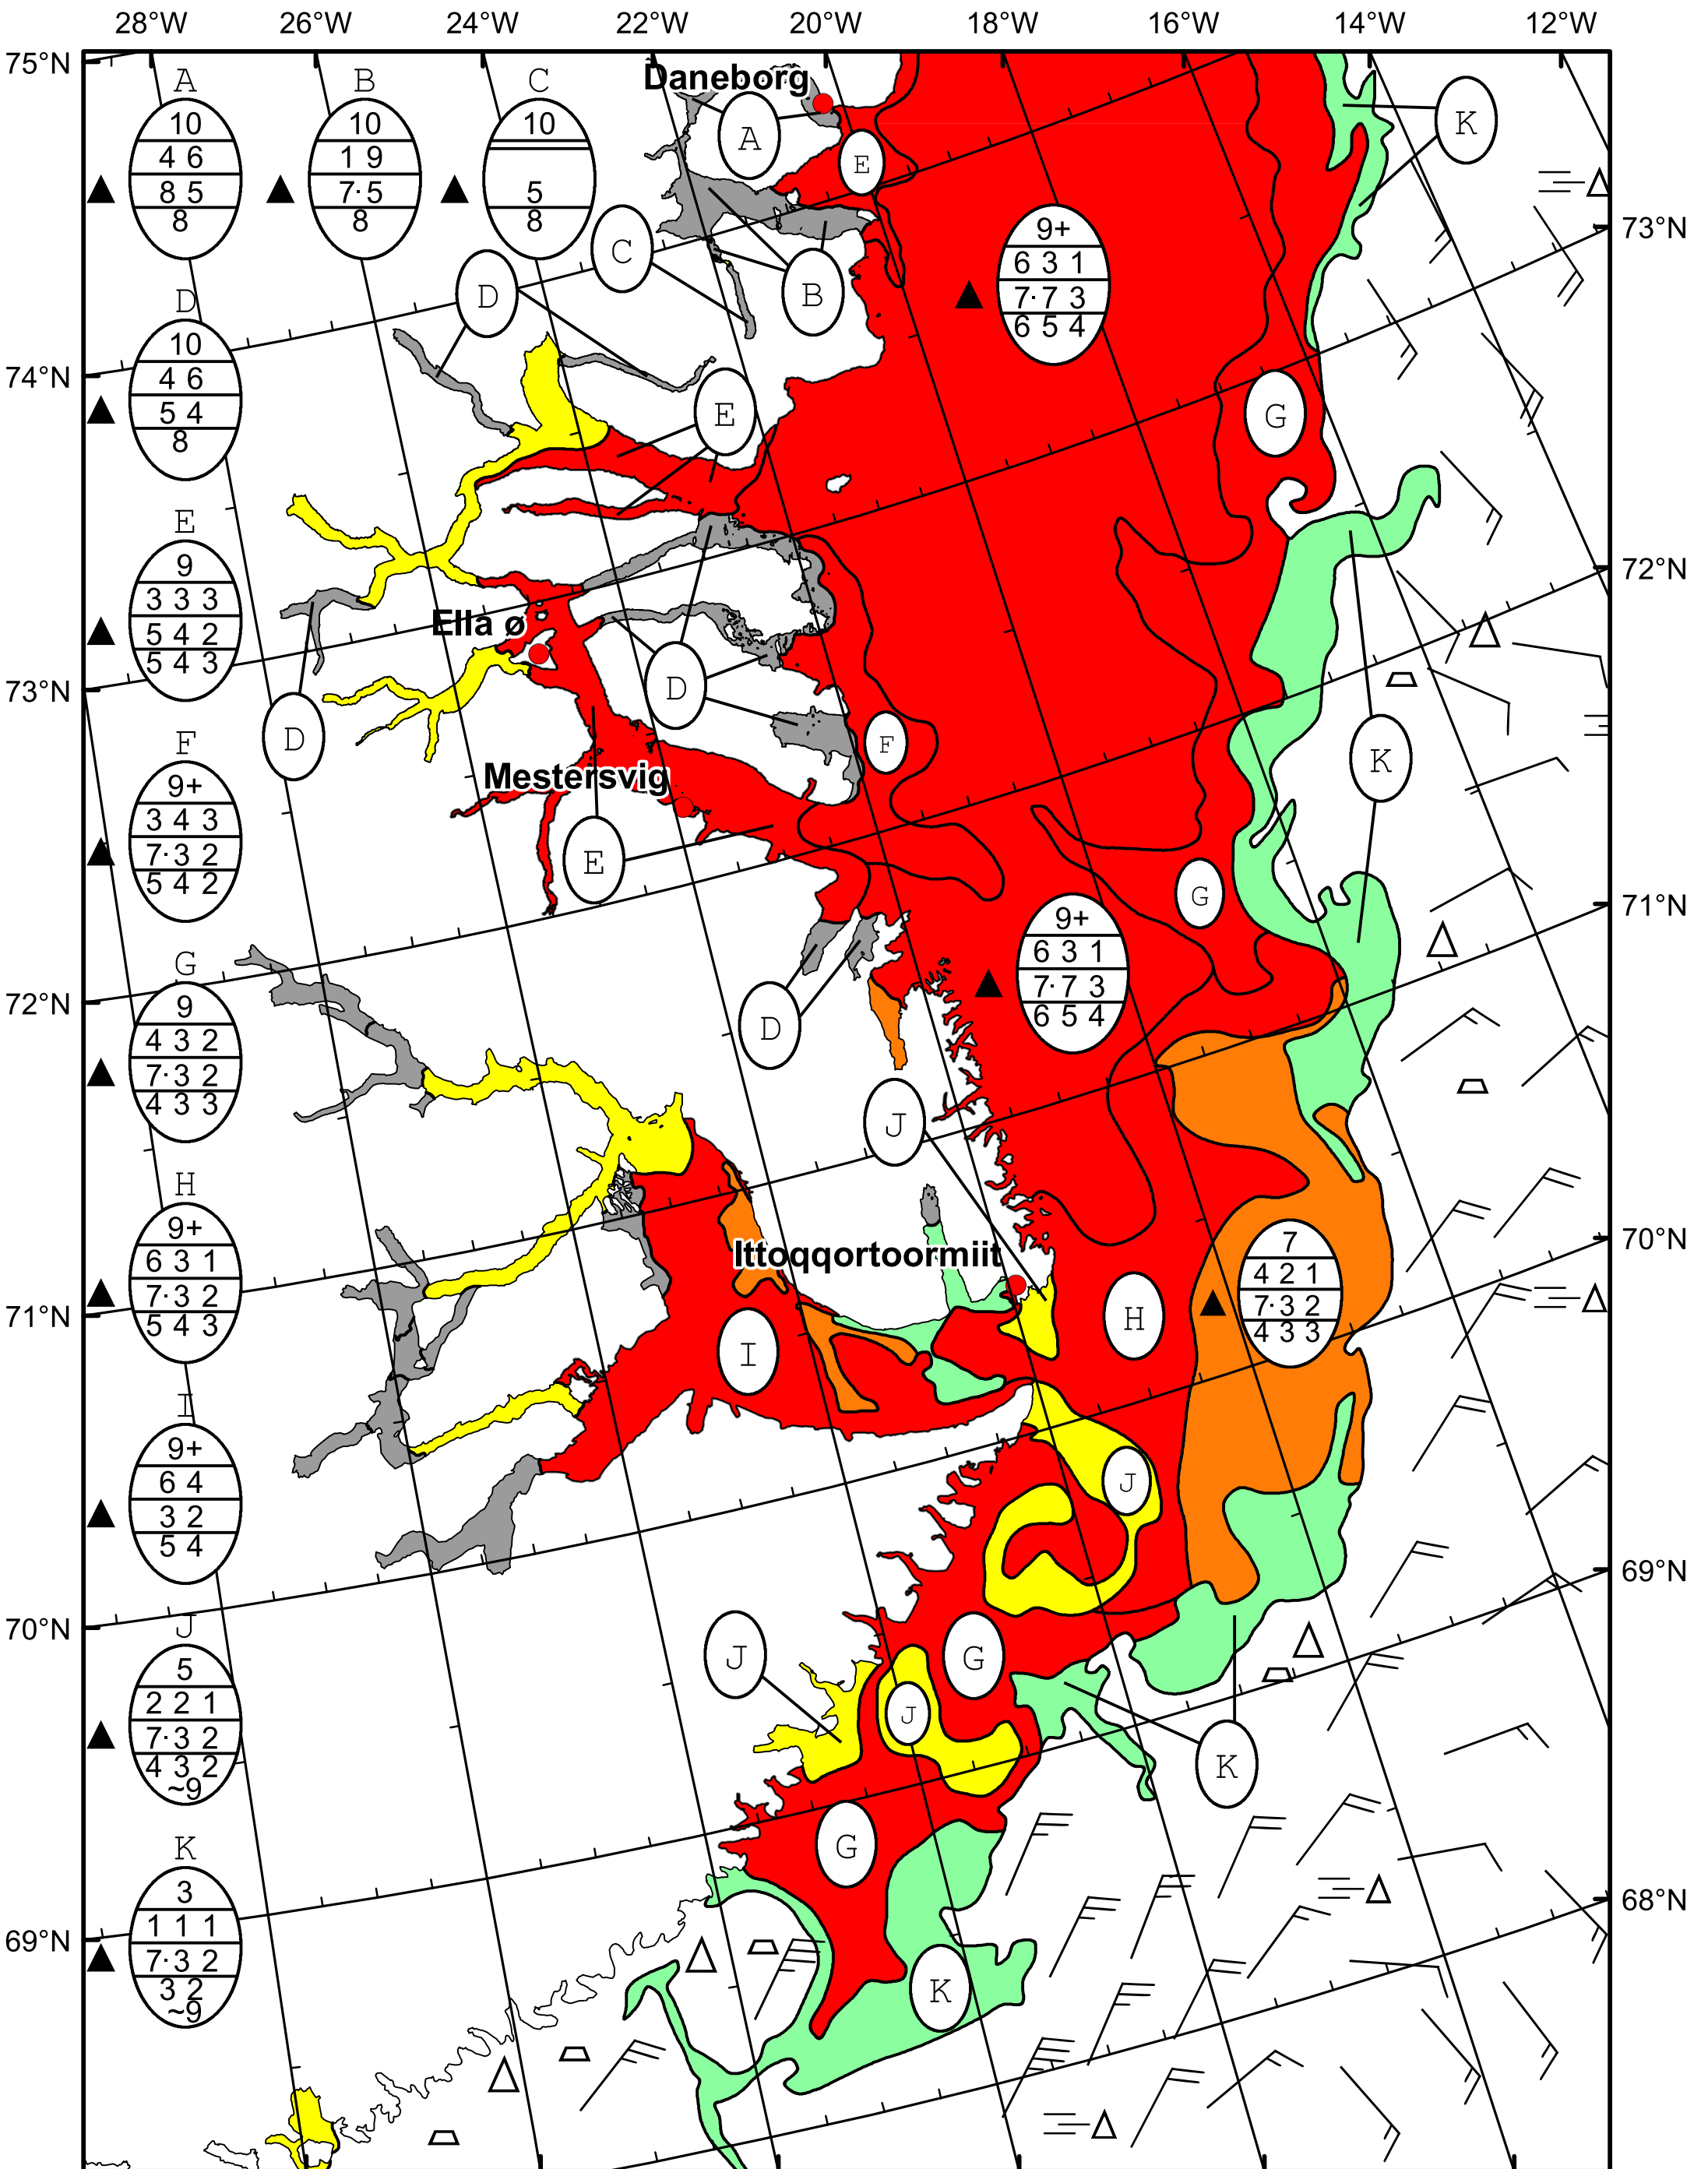 28°W 26°W 24°W 22°W 20°W 18°W 16°W 14°W 12°W
75°N
A B C
Daneborg
10 10 10
4 6 1 9
8 5 7· 5 5
8 8 8
A
K
E
73°N
C
B
D
D
9+
6 3 1
7· 7 3
6 5 4
10
4 6
5 4
8
74°N
E
G
E
9
3 3 3
5 4 2
5 4 3
72°N
Ella ø
73°N
D
D
F
K
F
9+
3 4 3
7· 3 2
5 4 2
Mestersvig
E
G
71°N
9+
6 3 1
7· 7 3
6 5 4
G
9
4 3 2
7· 3 2
4 3 3
72°N
D
J
H
9+
6 3 1
7· 3 2
5 4 3
70°N
Ittoqqortoormiit
7
4 2 1
7· 3 2
4 3 3
71°N
H
I
I
9+
6 4
3 2
5 4
J
69°N
70°N
J
5
2 2 1
7· 3 2
4 3 2
~9
J
G
J
K
G
K
3
1 1 1
7· 3 2
3 2
~9
68°N
69°N
K